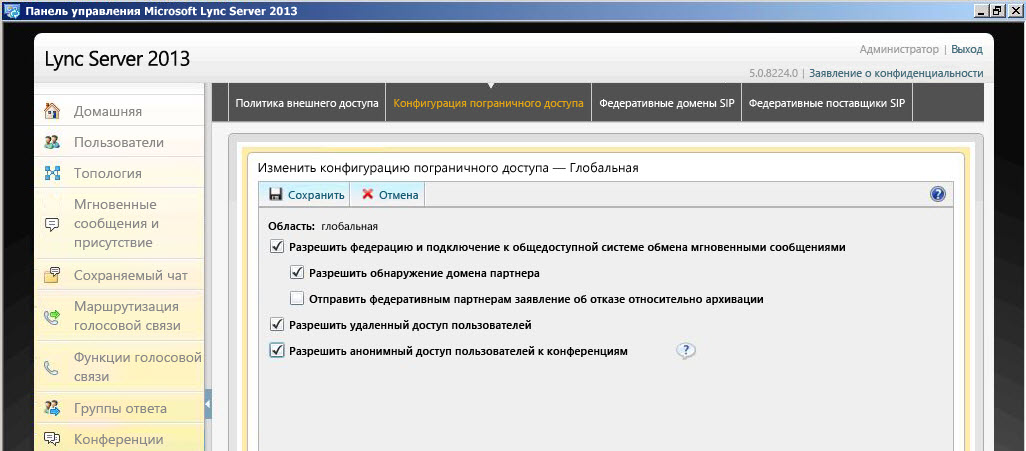 Панель управления Microsoft Lync Server 2013
Lync Server 2013
Администратор | Выход
5.0.8224.0 | Заявление о конфиденциальности
Домашняя
Пользователи
Топология
Мгновенные
сообщения и
присутствие
Сохраняемый чат
Маршрутизация
голосовой связи
Функции голосовой
связи
Группы ответа
Конференции
Политика внешнего доступа
Конфигурация пограничного доступа
Федеративные домены SIP
Федеративные поставщики SIP
Изменить конфигурацию пограничного доступа — Глобальная
Сохранить
Отмена
Область: глобальная
Разрешить федерацию и подключение к общедоступной системе обмена мгновенными сообщениями
Разрешить обнаружение домена партнера
Отправить федеративным партнерам заявление об отказе относительно архивации
Разрешить удаленный доступ пользователей
Разрешить анонимный доступ пользователей к конференциям